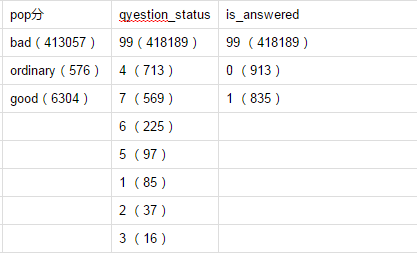 pop分 qyestion_status is_answered
bad（413057） 99（418189） 99 （418189）
ordinary（576） 4 （713） 0 （913）
good（6304） 7 （569） 1 （835）
6 （225）
5 （97）
1 （85）
2 （37）
3 （16）